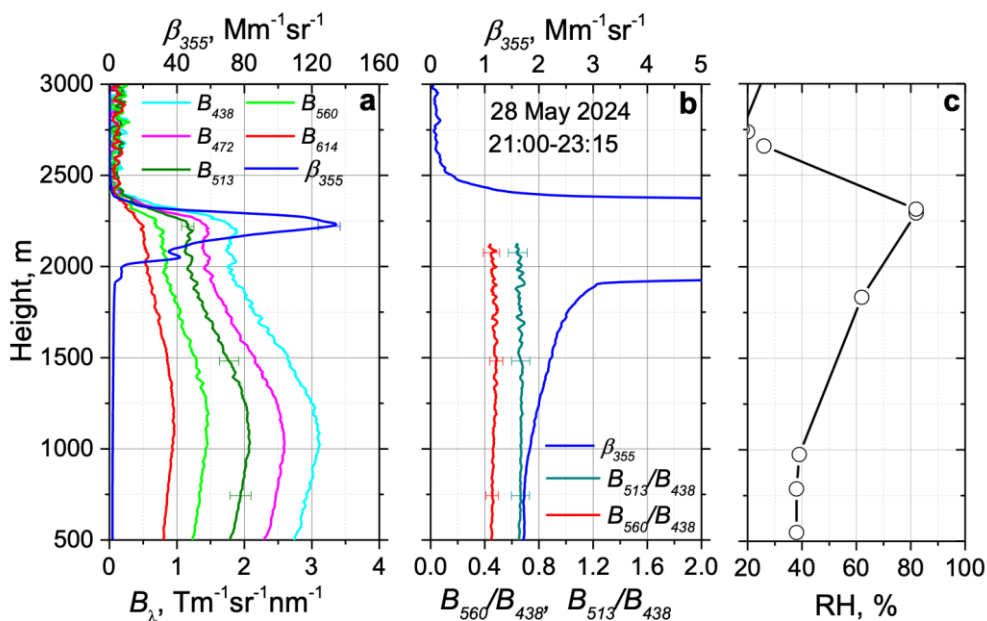 β355, Mm⁻¹sr⁻¹
0 40 80 120 160
β355, Mm⁻¹sr⁻¹
0 1 2 3 4 5
a
B438 B560
B472 B614
B513 β355
b
28 May 2024
21:00-23:15
β355
B513/B438
B560/B438
c
Height, m
3000
2500
2000
1500
1000
500
0 1 2 3 4
Bλ, Tm⁻¹sr⁻¹nm⁻¹
0.0 0.4 0.8 1.2 1.6 2.0
B560/B438, B513/B438
20 40 60 80 100
RH, %